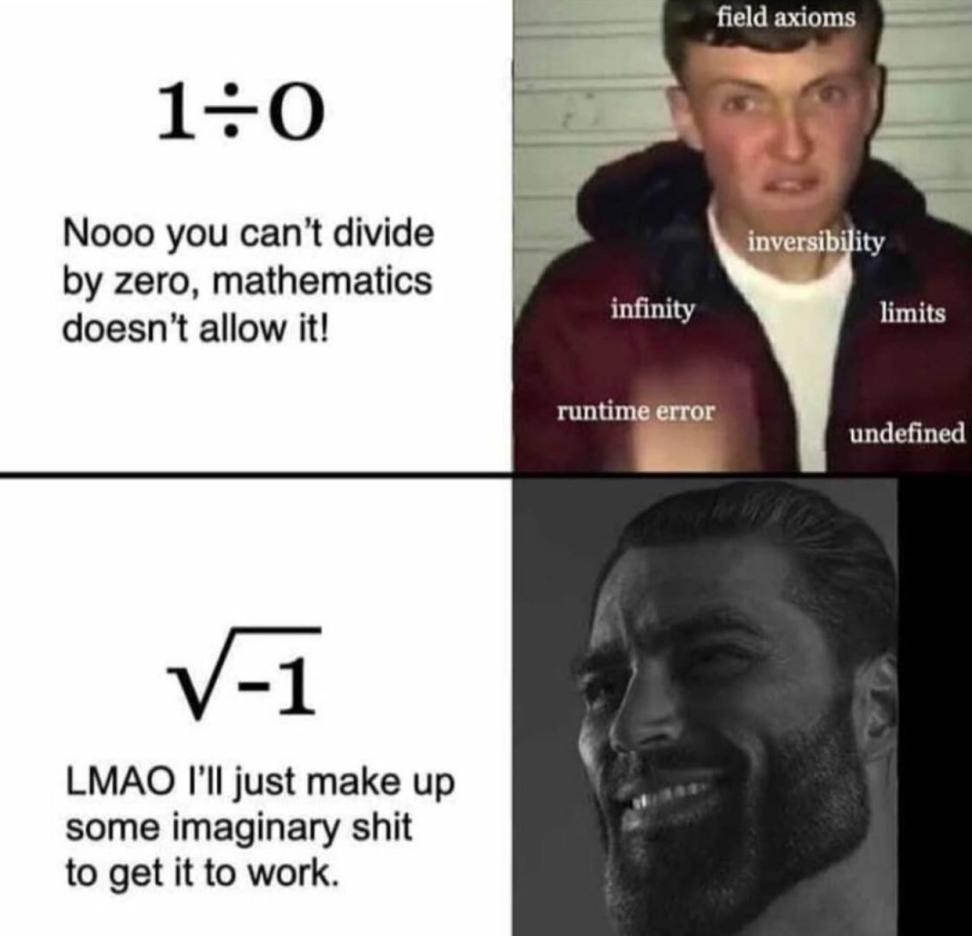 1÷0
Nooo you can't divide
by zero, mathematics
doesn't allow it!
field axioms
inversibility
infinity
limits
runtime error
undefined
√-1
LMAO I'll just make up
some imaginary shit
to get it to work.